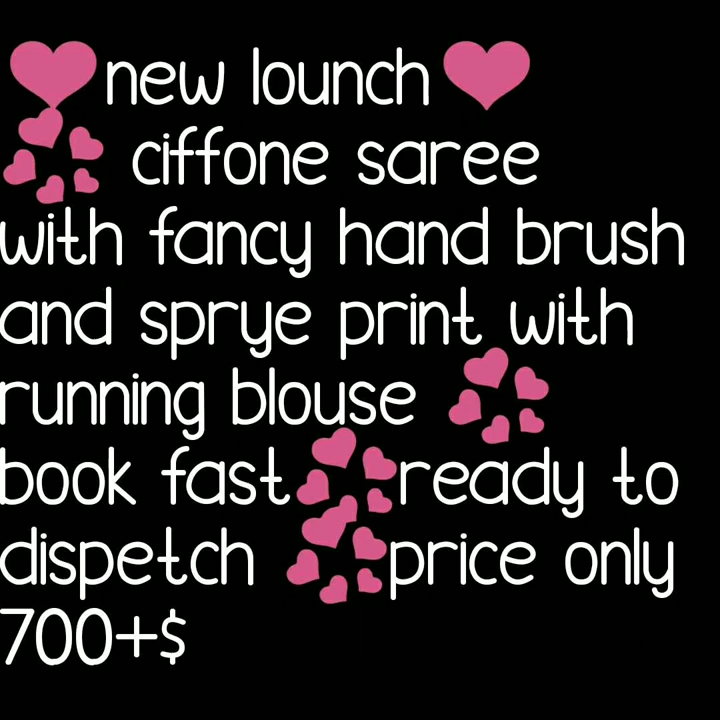 💗new lounch💗
💞 ciffone saree
with fancy hand brush
and sprye print with
running blouse 💞
book fast💞ready to
dispetch 💞price only
700+$